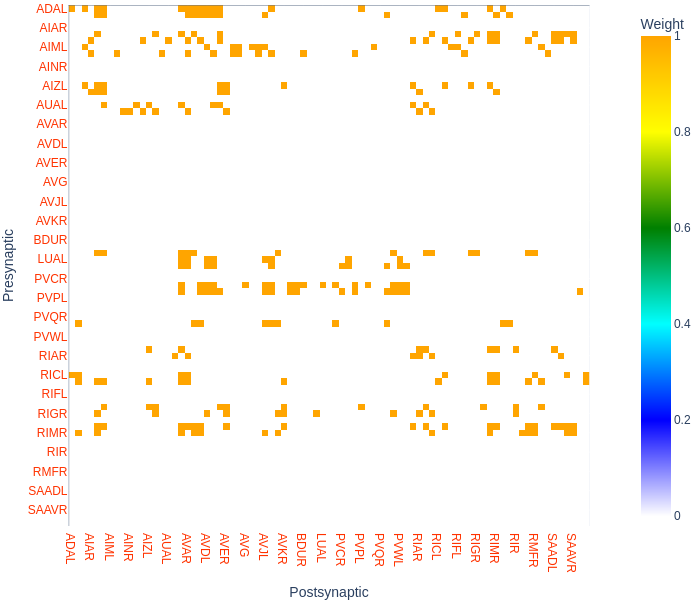 Weight
ADAL
AIAR
AIML
AINR
AIZL
AUAL
AVAR
AVDL
AVER
AVG
AVJL
AVKR
BDUR
LUAL
PVCR
PVPL
PVQR
PVWL
RIAR
RICL
RIFL
RIGR
RIMR
RIR
RMFR
SAADL
SAAVR
Presynaptic
1
0.8
0.6
0.4
0.2
0
ADAL
AIAR
AIML
AINR
AIZL
AUAL
AVAR
AVDL
AVER
AVG
AVJL
AVKR
BDUR
LUAL
PVCR
PVPL
PVQR
PVWL
RIAR
RICL
RIFL
RIGR
RIMR
RIR
RMFR
SAADL
SAAVR
Postsynaptic